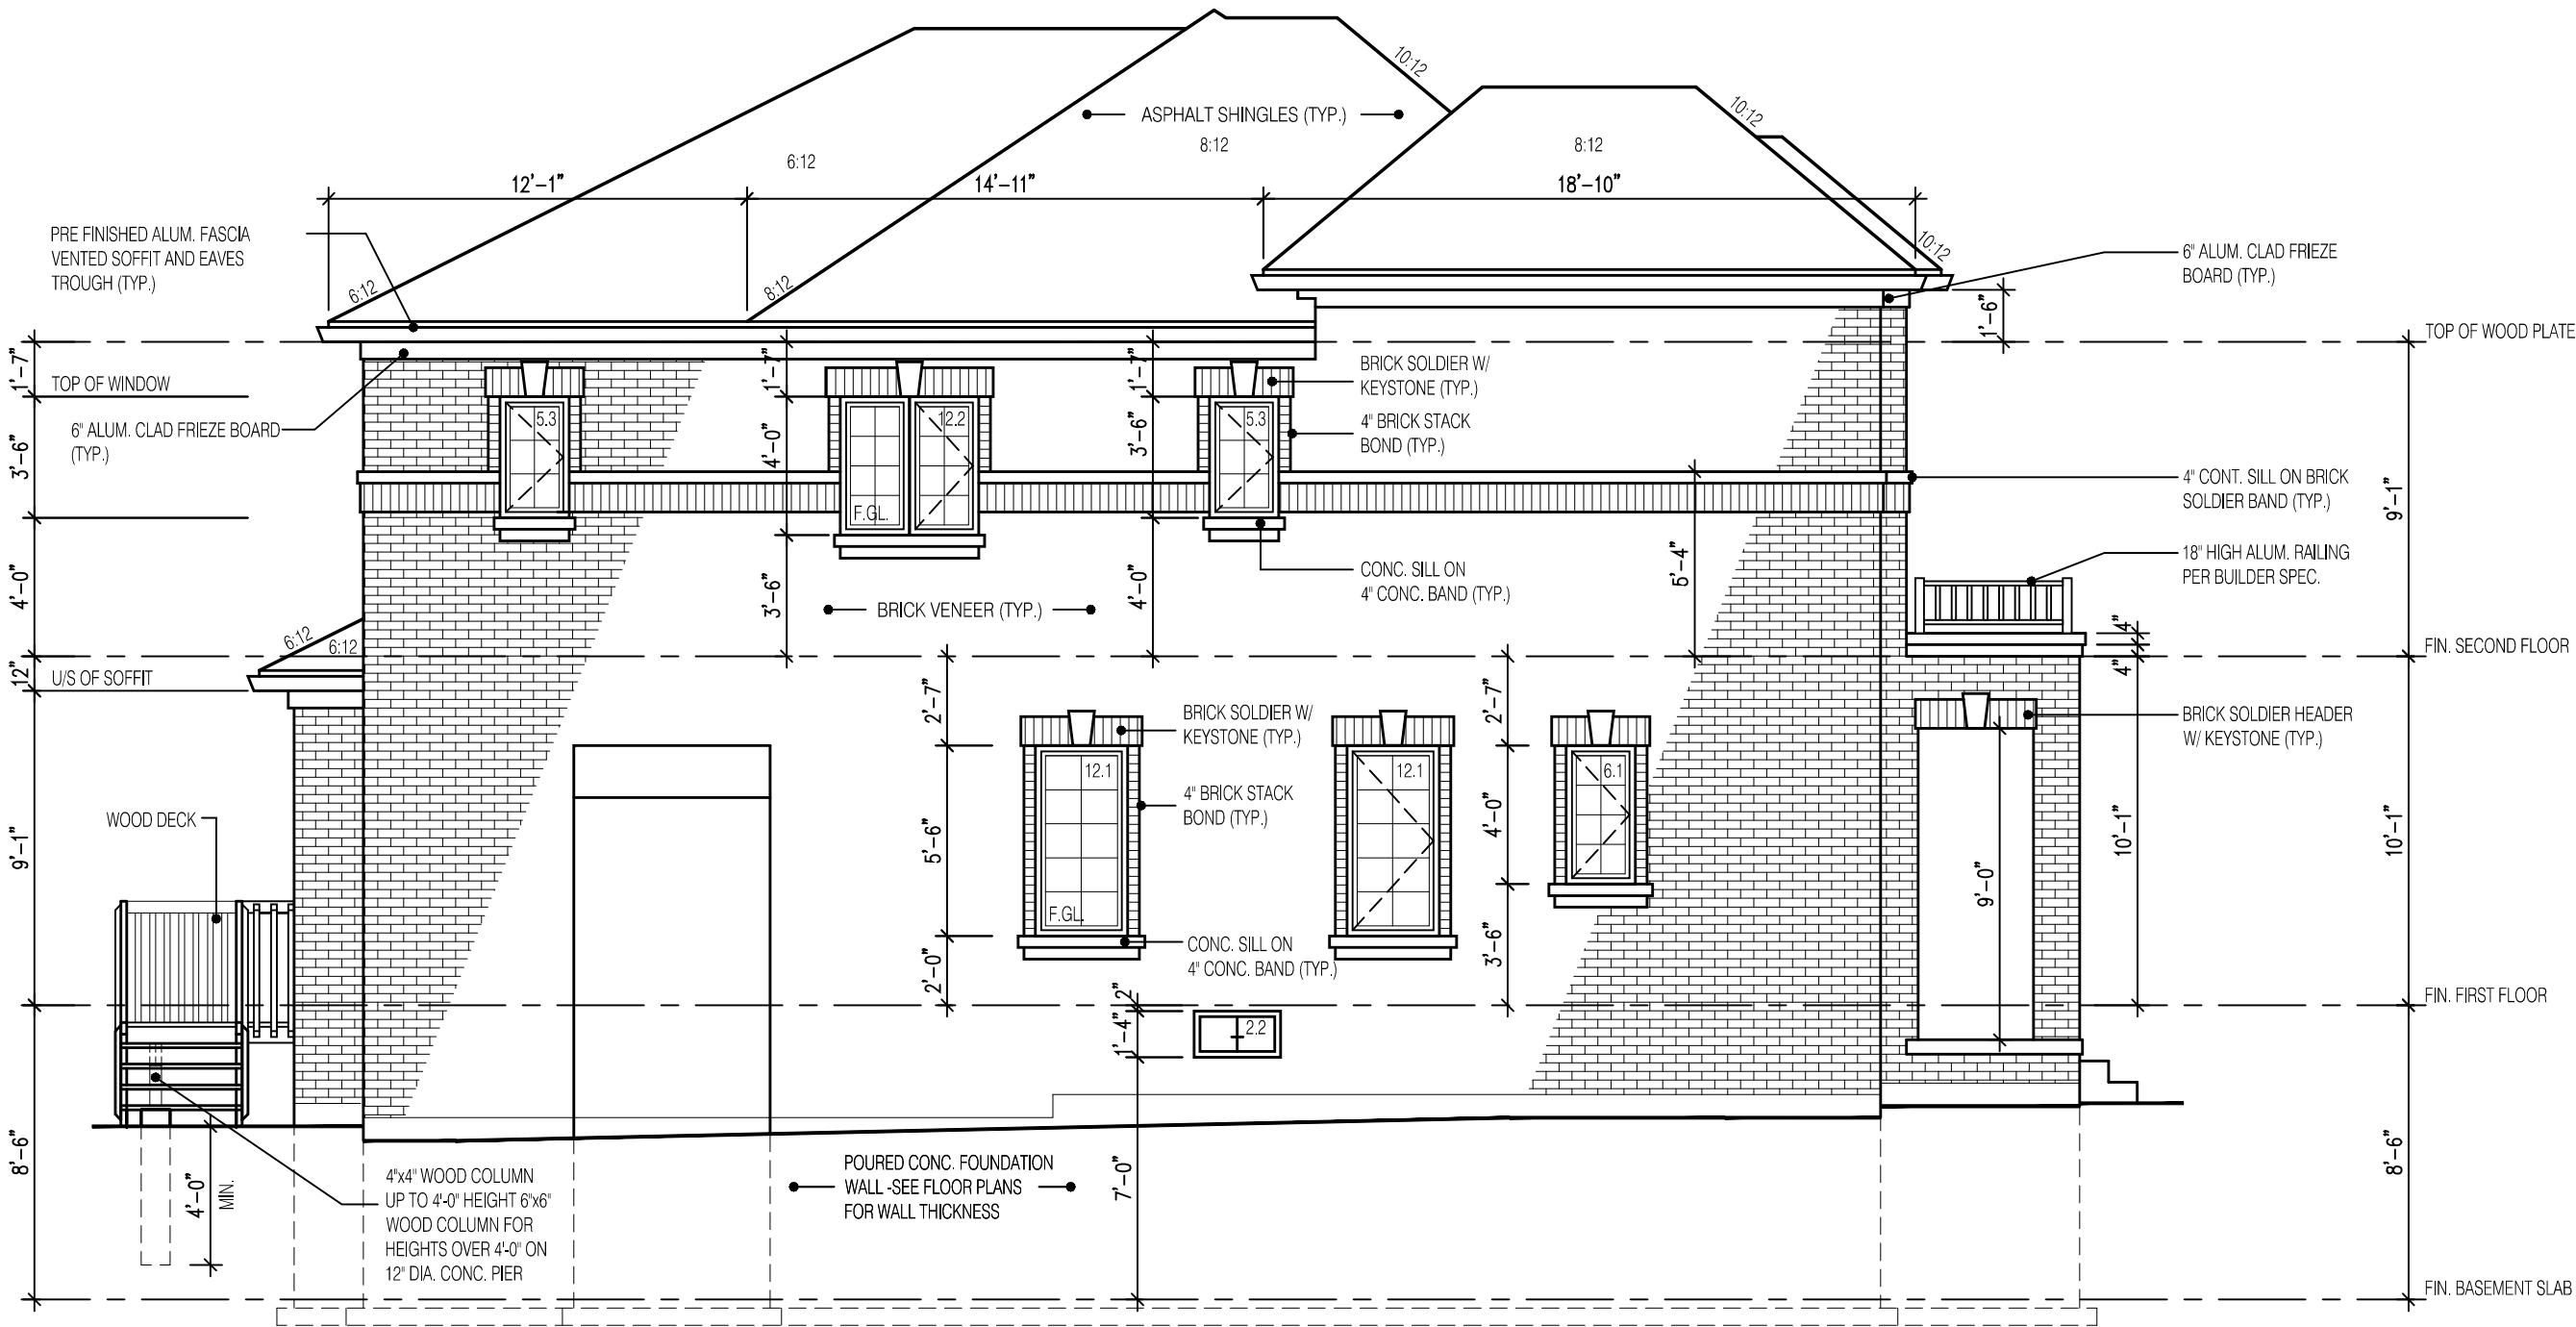 10:12
ASPHALT SHINGLES (TYP.)
10:12
6:12
8:12
8:12
12'-1"
14'-11"
18'-10"
PRE FINISHED ALUM. FASCIA
VENTED SOFFIT AND EAVES
TROUGH (TYP.)
10:12
6" ALUM. CLAD FRIEZE
BOARD (TYP.)
6:12
8:12
1'-6"
TOP OF WOOD PLATE
1'-7"
TOP OF WINDOW
1'-7"
1'-7"
BRICK SOLDIER W/
KEYSTONE (TYP.)
6" ALUM. CLAD FRIEZE BOARD
(TYP.)
3'-6"
5.3
12.2
F.GL.
4'-0"
3'-6"
5.3
4" BRICK STACK
BOND (TYP.)
4" CONT. SILL ON BRICK
SOLDIER BAND (TYP.)
9'-1"
4'-0"
3'-6"
BRICK VENEER (TYP.)
4'-0"
CONC. SILL ON
4" CONC. BAND (TYP.)
5'-4"
18" HIGH ALUM. RAILING
PER BUILDER SPEC.
6:12
6:12
4"
FIN. SECOND FLOOR
12"
U/S OF SOFFIT
4"
2'-7"
BRICK SOLDIER W/
KEYSTONE (TYP.)
2'-7"
BRICK SOLDIER HEADER
W/ KEYSTONE (TYP.)
12.1
12.1
6.1
WOOD DECK
4" BRICK STACK
BOND (TYP.)
9'-1"
5'-6"
4'-0"
10'-1"
10'-1"
9'-0"
F.GL.
CONC. SILL ON
4" CONC. BAND (TYP.)
2'-0"
3'-6"
2"
FIN. FIRST FLOOR
1'-4"
2.2
8'-6"
4'-0"
MIN.
4"x4" WOOD COLUMN
UP TO 4'-0" HEIGHT 6"x6"
WOOD COLUMN FOR
HEIGHTS OVER 4'-0" ON
12" DIA. CONC. PIER
POURED CONC. FOUNDATION
WALL -SEE FLOOR PLANS
FOR WALL THICKNESS
7'-0"
8'-6"
FIN. BASEMENT SLAB